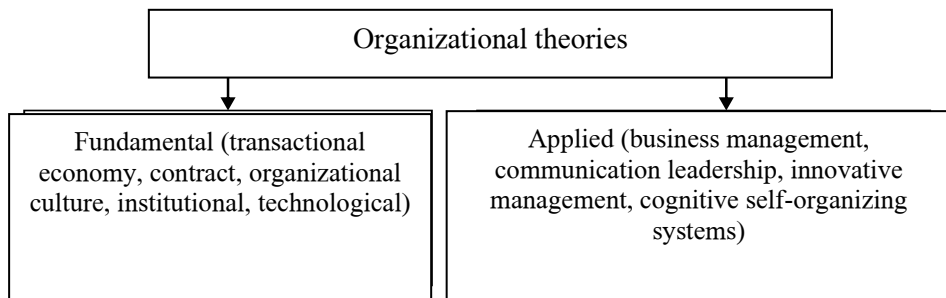 Organizational theories
Fundamental (transactional
economy, contract, organizational
culture, institutional, technological)
Applied (business management,
communication leadership, innovative
management, cognitive self-organizing
systems)